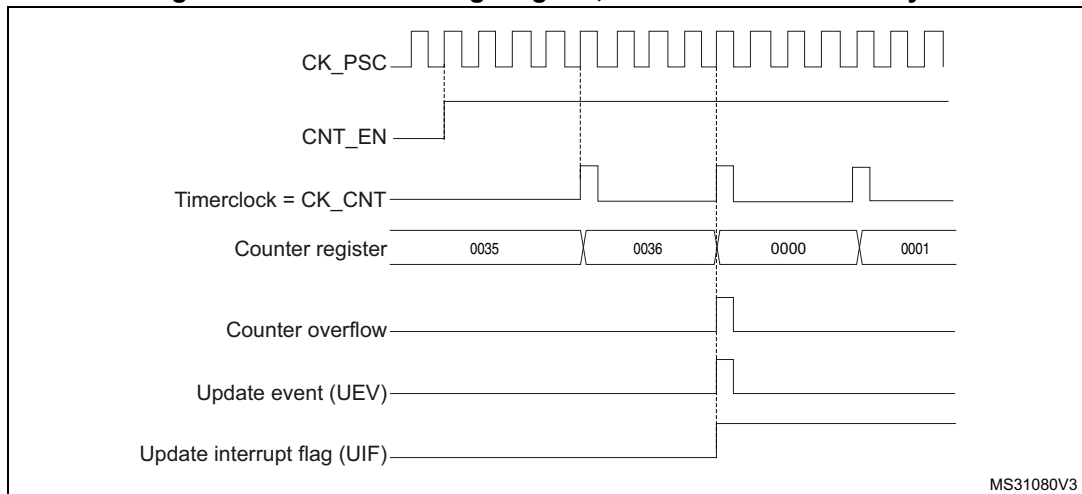 CK_PSC
CNT_EN
Timerclock = CK_CNT
Counter register 0035 0036 0000 0001
Counter overflow
Update event (UEV)
Update interrupt flag (UIF)
MS31080V3